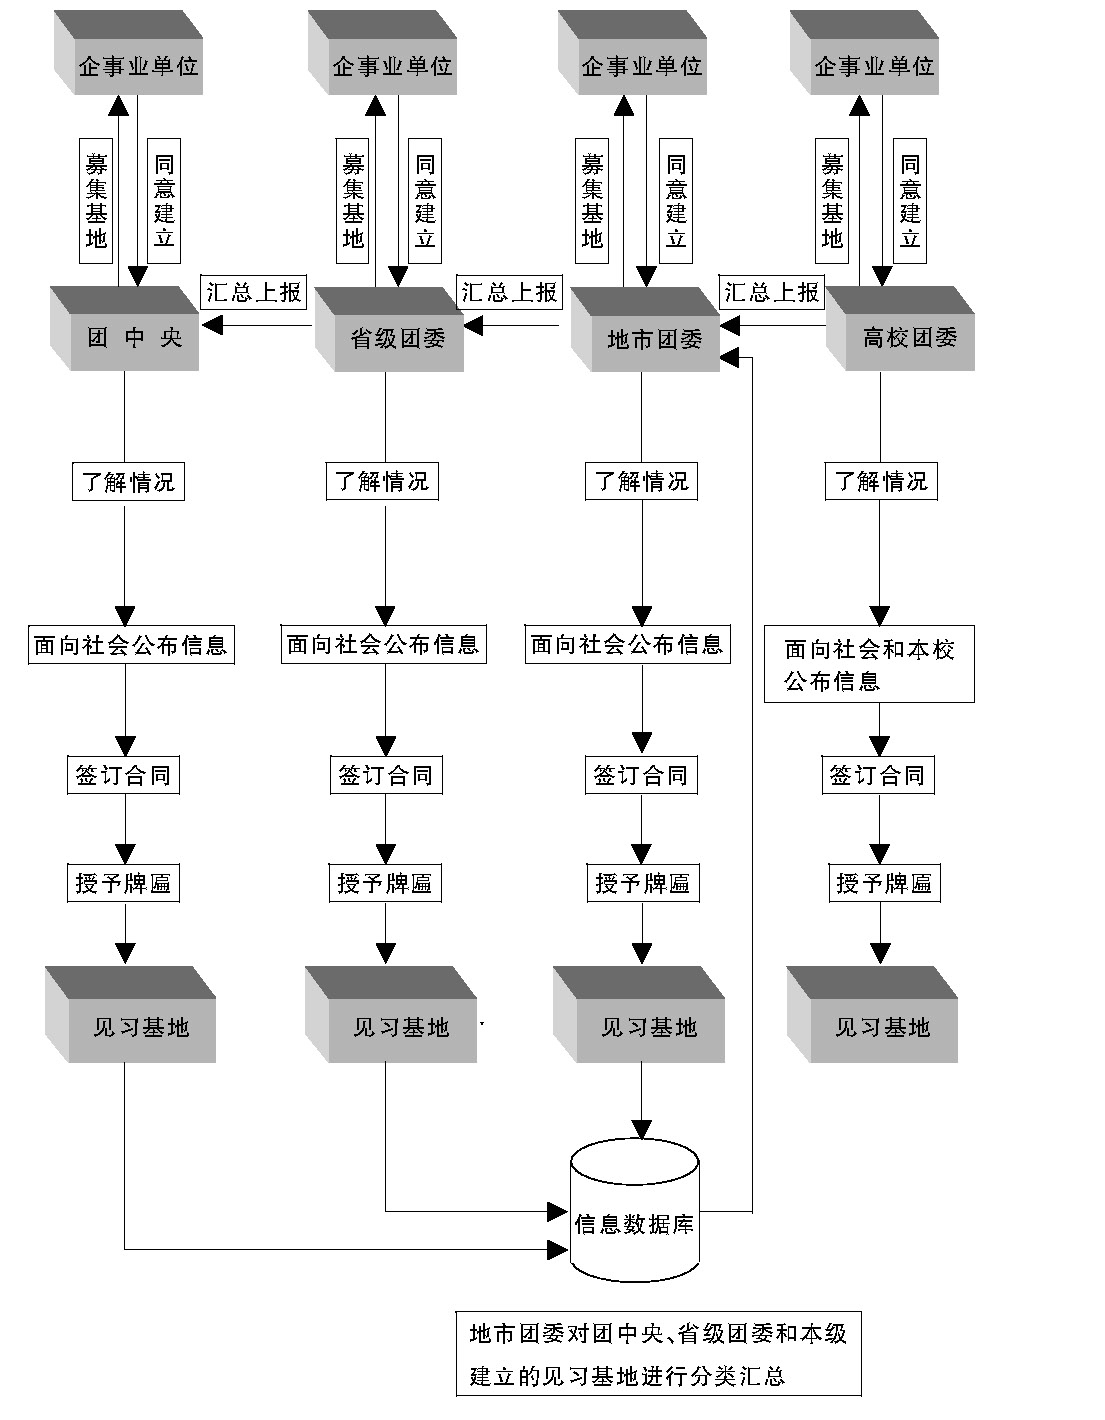 企事业单位
企事业单位
企事业单位
企事业单位
募集基地
同意建立
募集基地
同意建立
募集基地
同意建立
募集基地
同意建立
汇总上报
汇总上报
汇总上报
团中央
省级团委
地市团委
高校团委
了解情况
了解情况
了解情况
了解情况
面向社会公布信息
面向社会公布信息
面向社会公布信息
面向社会和本校
公布信息
签订合同
签订合同
签订合同
签订合同
授予牌匾
授予牌匾
授予牌匾
授予牌匾
见习基地
见习基地
见习基地
见习基地
信息数据库
地市团委对团中央、省级团委和本级
建立的见习基地进行分类汇总